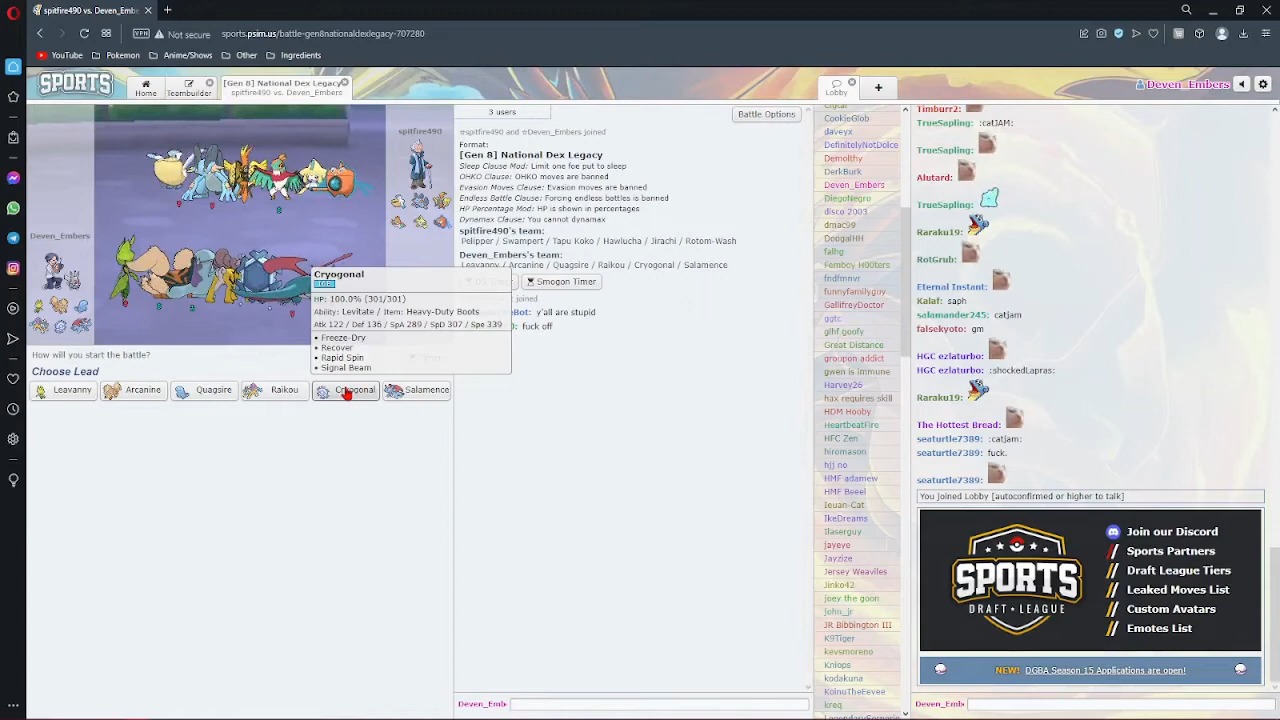 spitfire490 vs. Deven_Embers
VPN
Not secure
sports.psim.us/battle-gen8nationaldexlegacy-707280
YouTube
Pokemon
Anime/Shows
Other
Ingredients
SPORTS
Home
Teambuilder
[Gen 8] National Dex Legacy
spitfire490 vs. Deven_Embers
Lobby
Deven_Embers
3 users
Battle Options
spitfire490
Deven_Embers
☆spitfire490 and ☆Deven_Embers joined
Format:
[Gen 8] National Dex Legacy
Sleep Clause Mod: Limit one foe put to sleep
OHKO Clause: OHKO moves are banned
Evasion Moves Clause: Evasion moves are banned
Endless Battle Clause: Forcing endless battles is banned
HP Percentage Mod: HP is shown in percentages
Dynamax Clause: You cannot dynamax
spitfire490's team:
Pelipper / Swampert / Tapu Koko / Hawlucha / Jirachi / Rotom-Wash
Deven_Embers's team:
Leavanny / Arcanine / Quagsire / Raikou / Cryogonal / Salamence
Smogon Timer
joined
y'all are stupid
fuck off
Cryogonal
ICE
HP: 100.0% (301/301)
Ability: Levitate / Item: Heavy-Duty Boots
Atk 122 / Def 136 / SpA 289 / SpD 307 / Spe 339
• Freeze-Dry
• Recover
• Rapid Spin
• Signal Beam
How will you start the battle?
Choose Lead
Leavanny
Arcanine
Quagsire
Raikou
Cryogonal
Salamence
Deven_Emb
CookieGlob
daveyx
DefinitelyNotDolce
Demolthy
DerkBurk
Deven_Embers
DiegoNegro
disco 2003
dmac99
DoogalHH
falhg
Femboy H00ters
fndfmnvr
funnyfamilyguy
GallifreyDoctor
ggtc
glhf goofy
Great Distance
groupon addict
gwen is immune
Harvey26
hax requires skill
HDM Hooby
HeartbeatFire
HFC Zen
hiromason
hjj no
HMF adamew
HMF Beeel
Ieuan-Cat
IkeDreams
Ilaserguy
jayeye
Jayzize
Jersey Weaviles
Jinko42
joey the goon
john_jr
JR Bibbington III
K9Tiger
kevsmoreno
Kniops
kodakuna
KoinuTheEevee
kreq
Timburr2:
TrueSapling: :catJAM:
TrueSapling:
Alutard:
TrueSapling:
Raraku19:
RotGrub:
Eternal Instant:
Kalaf: saph
salamander245: catjam
falsekyoto: gm
HGC ezlaturbo:
HGC ezlaturbo: :shockedLapras:
Raraku19:
The Hottest Bread:
seaturtle7389: :catjam:
seaturtle7389: fuck.
seaturtle7389:
You joined Lobby [autoconfirmed or higher to talk]
SPORTS
DRAFT • LEAGUE
Join our Discord
Sports Partners
Draft League Tiers
Leaked Moves List
Custom Avatars
Emotes List
NEW! DGBA Season 15 Applications are open!
Deven_Emb